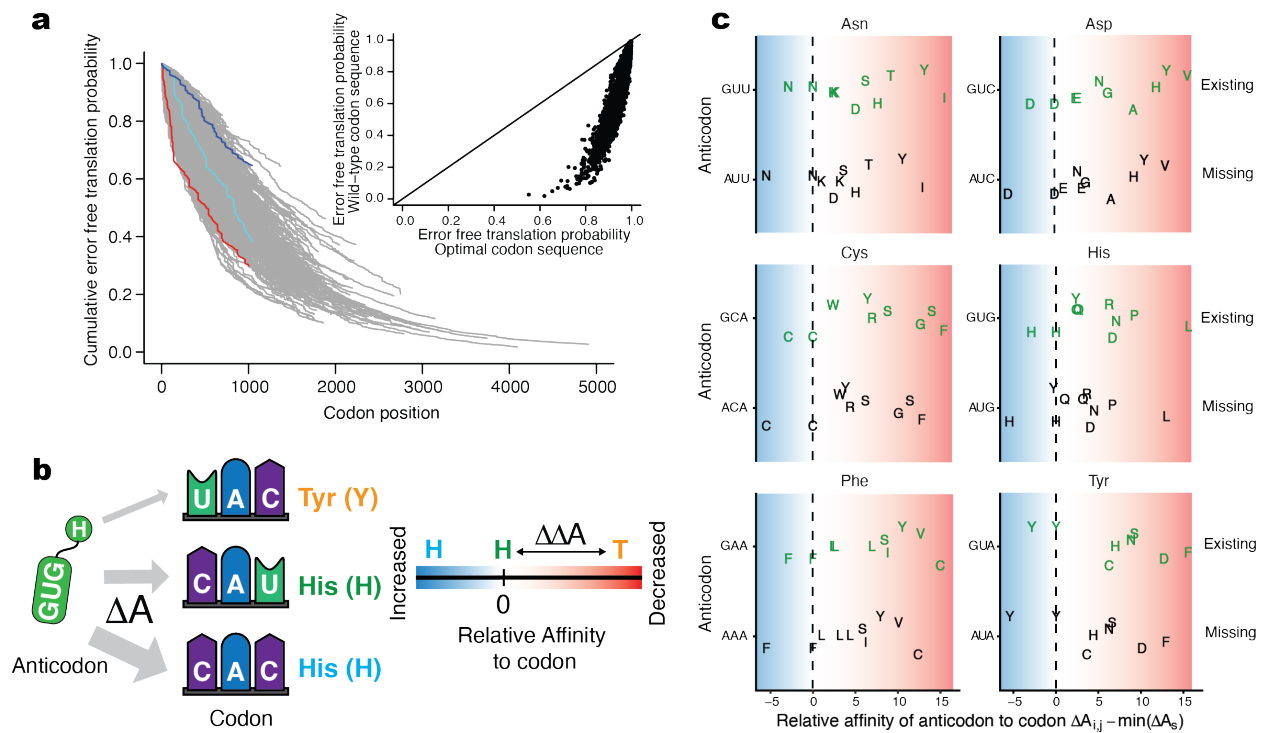 a
Cumulative error free translation probability
1.0
0.8
0.6
0.4
0.2
0.0
0
1000
2000
3000
4000
5000
Codon position
Error free translation probability
Wild-type codon sequence
1.0
0.8
0.6
0.4
0.2
0.0
0.0
0.2
0.4
0.6
0.8
1.0
Error free translation probability
Optimal codon sequence
b
H
GUG
Anticodon
ΔA
U A C
Tyr (Y)
C A U
His (H)
C A C
His (H)
Codon
Increased
H
H
ΔΔA
T
Decreased
0
Relative Affinity
to codon
c
Asn
Anticodon
GUU
N N K S T Y
D H I
AUU
N N K K S T Y
D H I
Asp
GUC
D D E N G A H Y V
Existing
AUC
D D E N E G A H Y V
Missing
Cys
Anticodon
GCA
C C W Y R S G S F
ACA
C C W Y R S G S F
His
GUG
H H Y Q R N D P L
Existing
AUG
H H Y Q Q R N D P L
Missing
Phe
Anticodon
GAA
F F L L S I Y V C
AAA
F F L L L S I Y V C
−5
0
5
10
15
Tyr
GUA
Y Y C H N S D F
Existing
AUA
Y Y C H N S D F
Missing
−5
0
5
10
15
Relative affinity of anticodon to codon ΔAi,j − min(ΔAs)